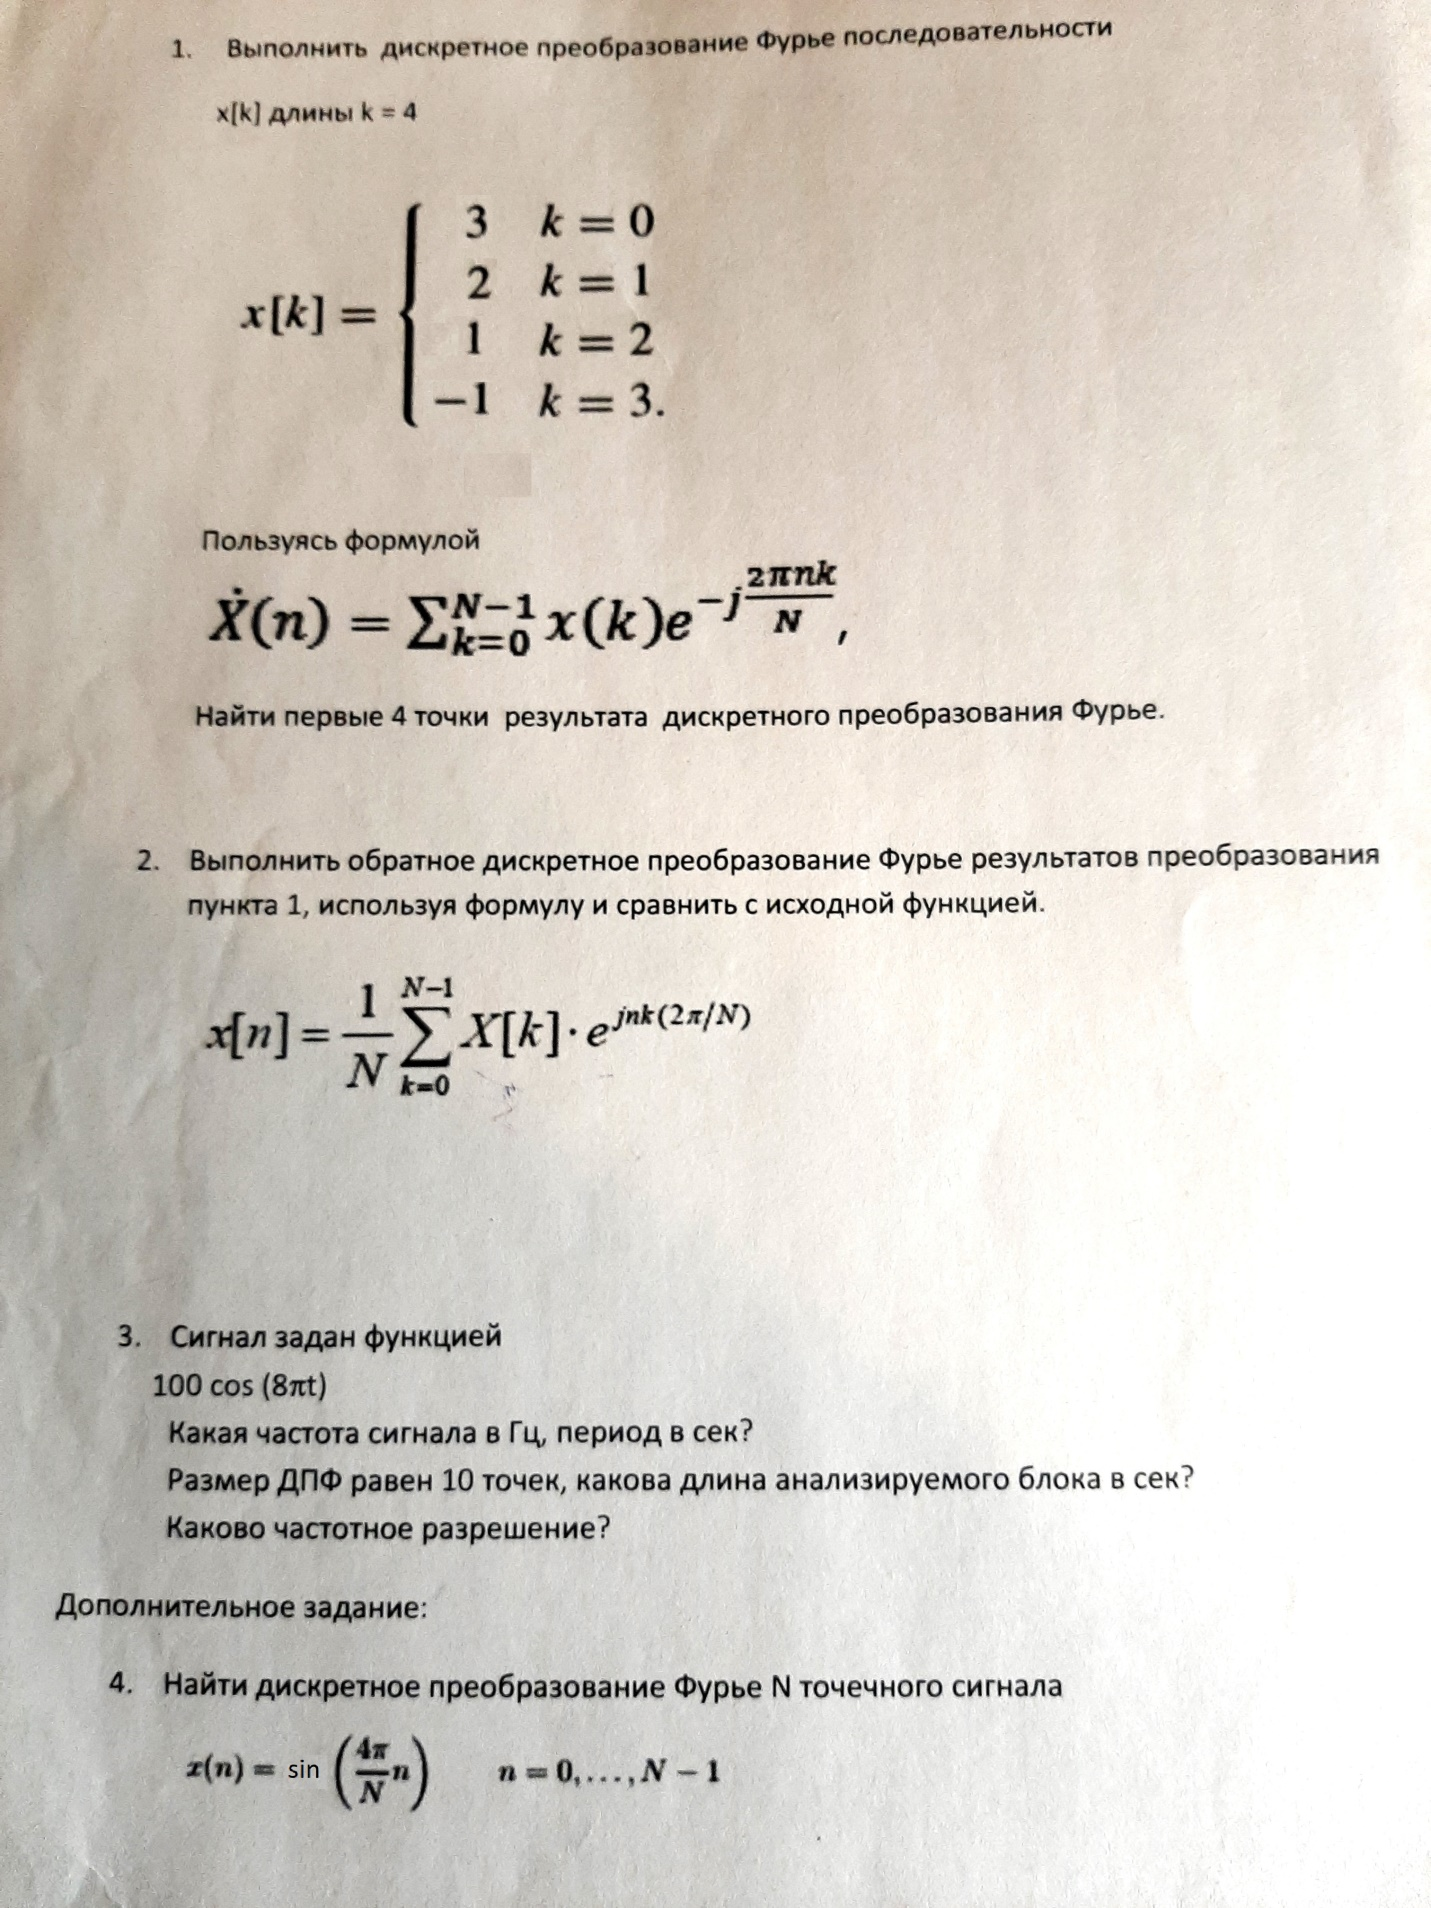 1. Выполнить дискретное преобразование Фурье последовательности
x[k] длины k = 4
x[k] = { 3 k = 0
2 k = 1
1 k = 2
−1 k = 3.
Пользуясь формулой
Ẋ(n) = ∑_{k=0}^{N−1} x(k)e^{−j\frac{2πnk}{N}},
Найти первые 4 точки результата дискретного преобразования Фурье.
2. Выполнить обратное дискретное преобразование Фурье результатов преобразования
пункта 1, используя формулу и сравнить с исходной функцией.
x[n] = \frac{1}{N} ∑_{k=0}^{N−1} X[k] · e^{jnk(2π/N)}
3. Сигнал задан функцией
100 cos (8πt)
Какая частота сигнала в Гц, период в сек?
Размер ДПФ равен 10 точек, какова длина анализируемого блока в сек?
Каково частотное разрешение?
Дополнительное задание:
4. Найти дискретное преобразование Фурье N точечного сигнала
x(n) = sin (\frac{4π}{N} n) n = 0, . . . , N − 1